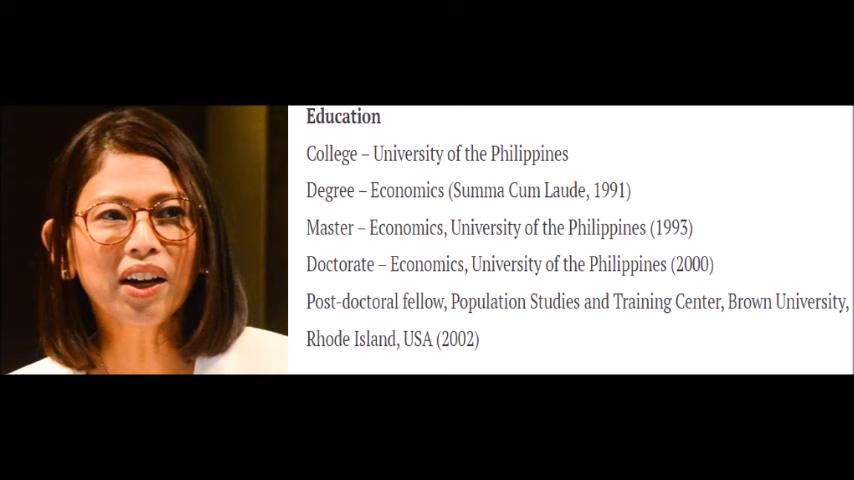 Education
College – University of the Philippines
Degree – Economics (Summa Cum Laude, 1991)
Master – Economics, University of the Philippines (1993)
Doctorate – Economics, University of the Philippines (2000)
Post-doctoral fellow, Population Studies and Training Center, Brown University,
Rhode Island, USA (2002)